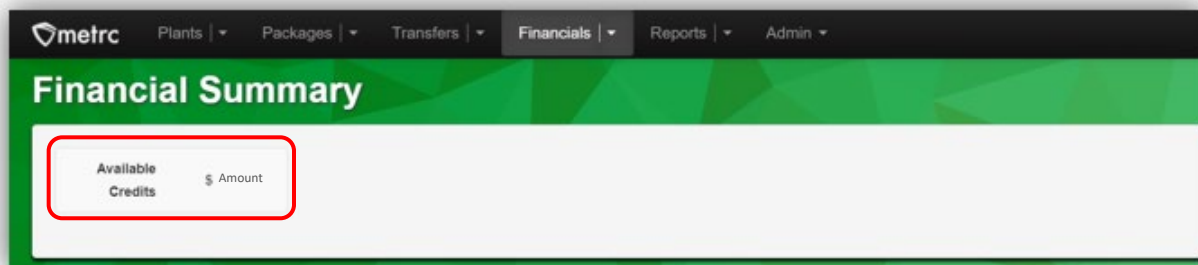 metrc Plants | Packages | Transfers | Financials | Reports | Admin
Financial Summary
Available
Credits
$ Amount